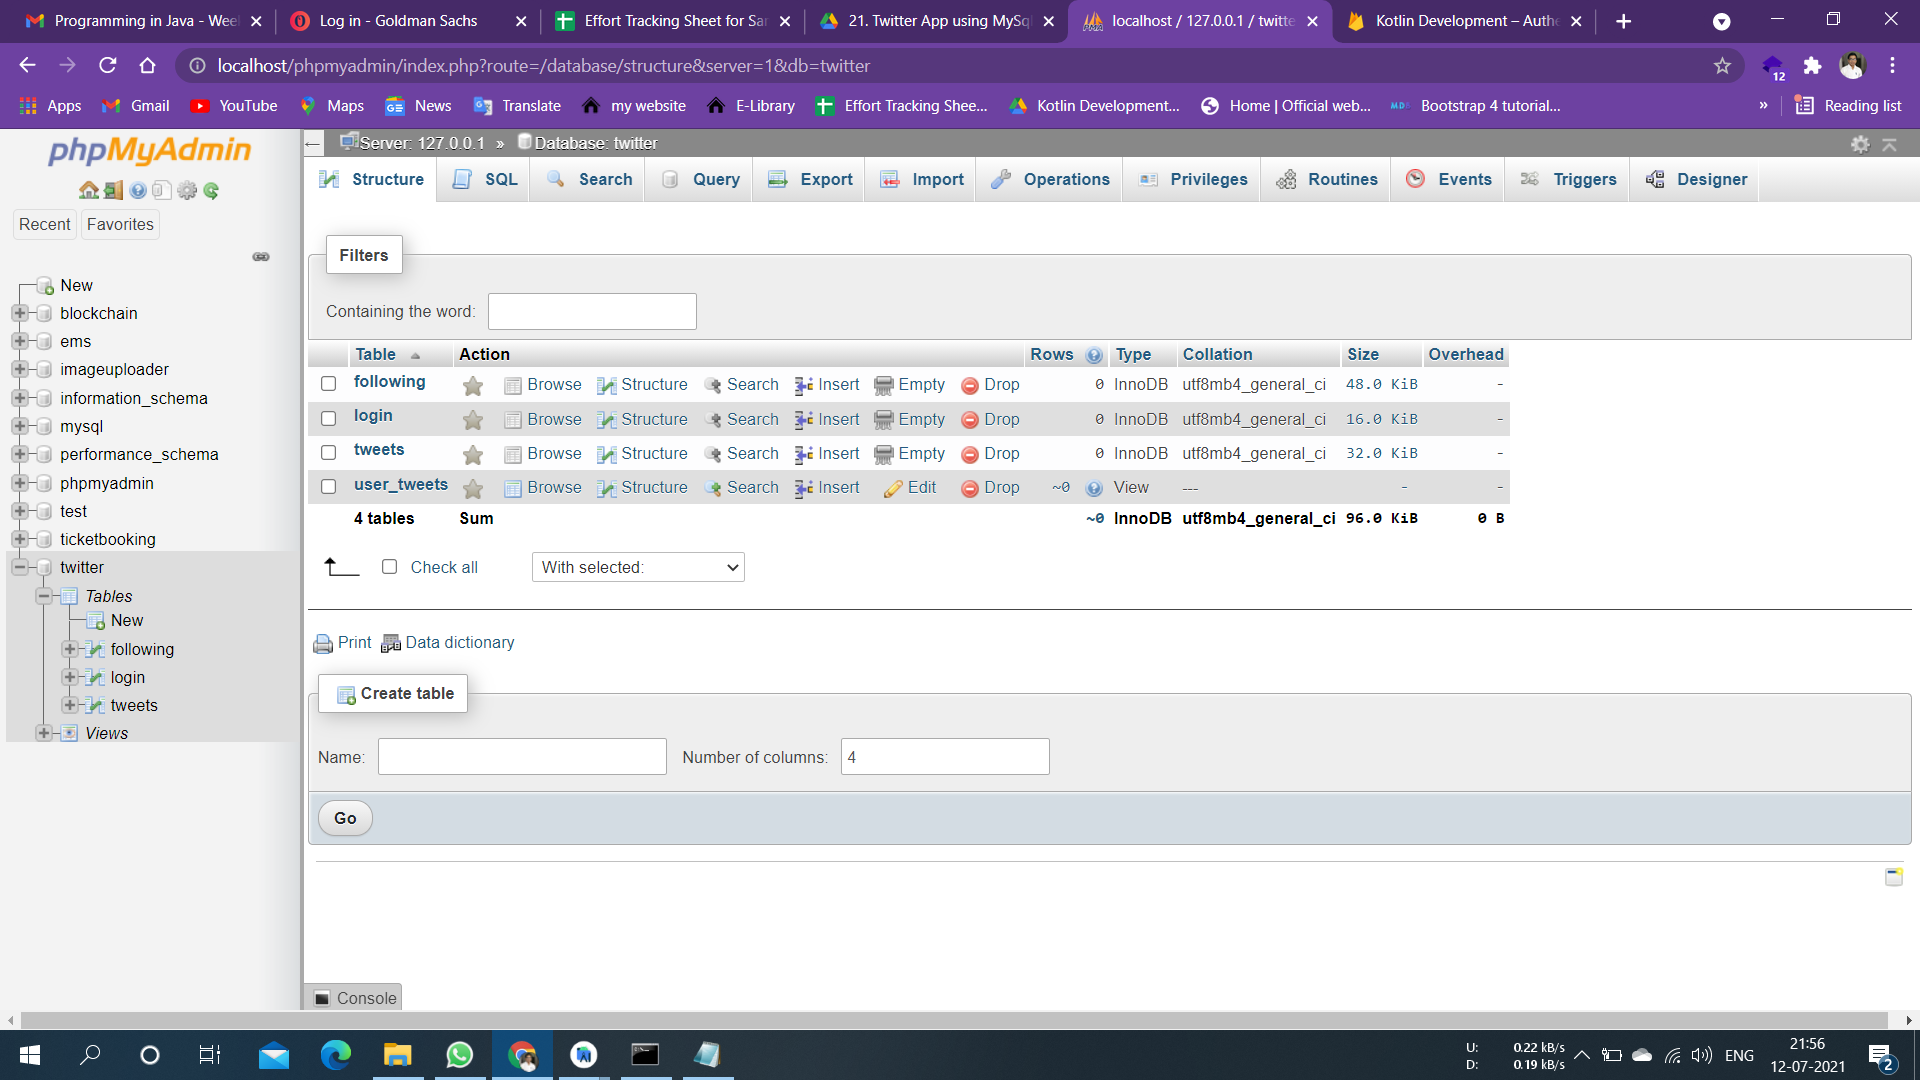 Programming in Java - Wee
Log in - Goldman Sachs
Effort Tracking Sheet for Sar
21. Twitter App using MySql
localhost / 127.0.0.1 / twitte
Kotlin Development – Authe
localhost/phpmyadmin/index.php?route=/database/structure&server=1&db=twitter
12
Apps
Gmail
YouTube
Maps
News
Translate
my website
E-Library
Effort Tracking Shee...
Kotlin Development...
Home | Official web...
Bootstrap 4 tutorial...
»
Reading list
phpMyAdmin
Recent
Favorites
New
blockchain
ems
imageuploader
information_schema
mysql
performance_schema
phpmyadmin
test
ticketbooking
twitter
Tables
New
following
login
tweets
Views
Server: 127.0.0.1 » Database: twitter
Structure SQL Search Query Export Import Operations Privileges Routines Events Triggers Designer
Filters
Containing the word:
Table Action Rows Type Collation Size Overhead
following Browse Structure Search Insert Empty Drop 0 InnoDB utf8mb4_general_ci 48.0 KiB -
login Browse Structure Search Insert Empty Drop 0 InnoDB utf8mb4_general_ci 16.0 KiB -
tweets Browse Structure Search Insert Empty Drop 0 InnoDB utf8mb4_general_ci 32.0 KiB -
user_tweets Browse Structure Search Insert Edit Drop ~0 View --- - -
4 tables Sum ~0 InnoDB utf8mb4_general_ci 96.0 KiB 0 B
Check all With selected:
Print Data dictionary
Create table
Name: Number of columns: 4
Go
Console
U: 0.22 kB/s
D: 0.19 kB/s
ENG
21:56
12-07-2021
2